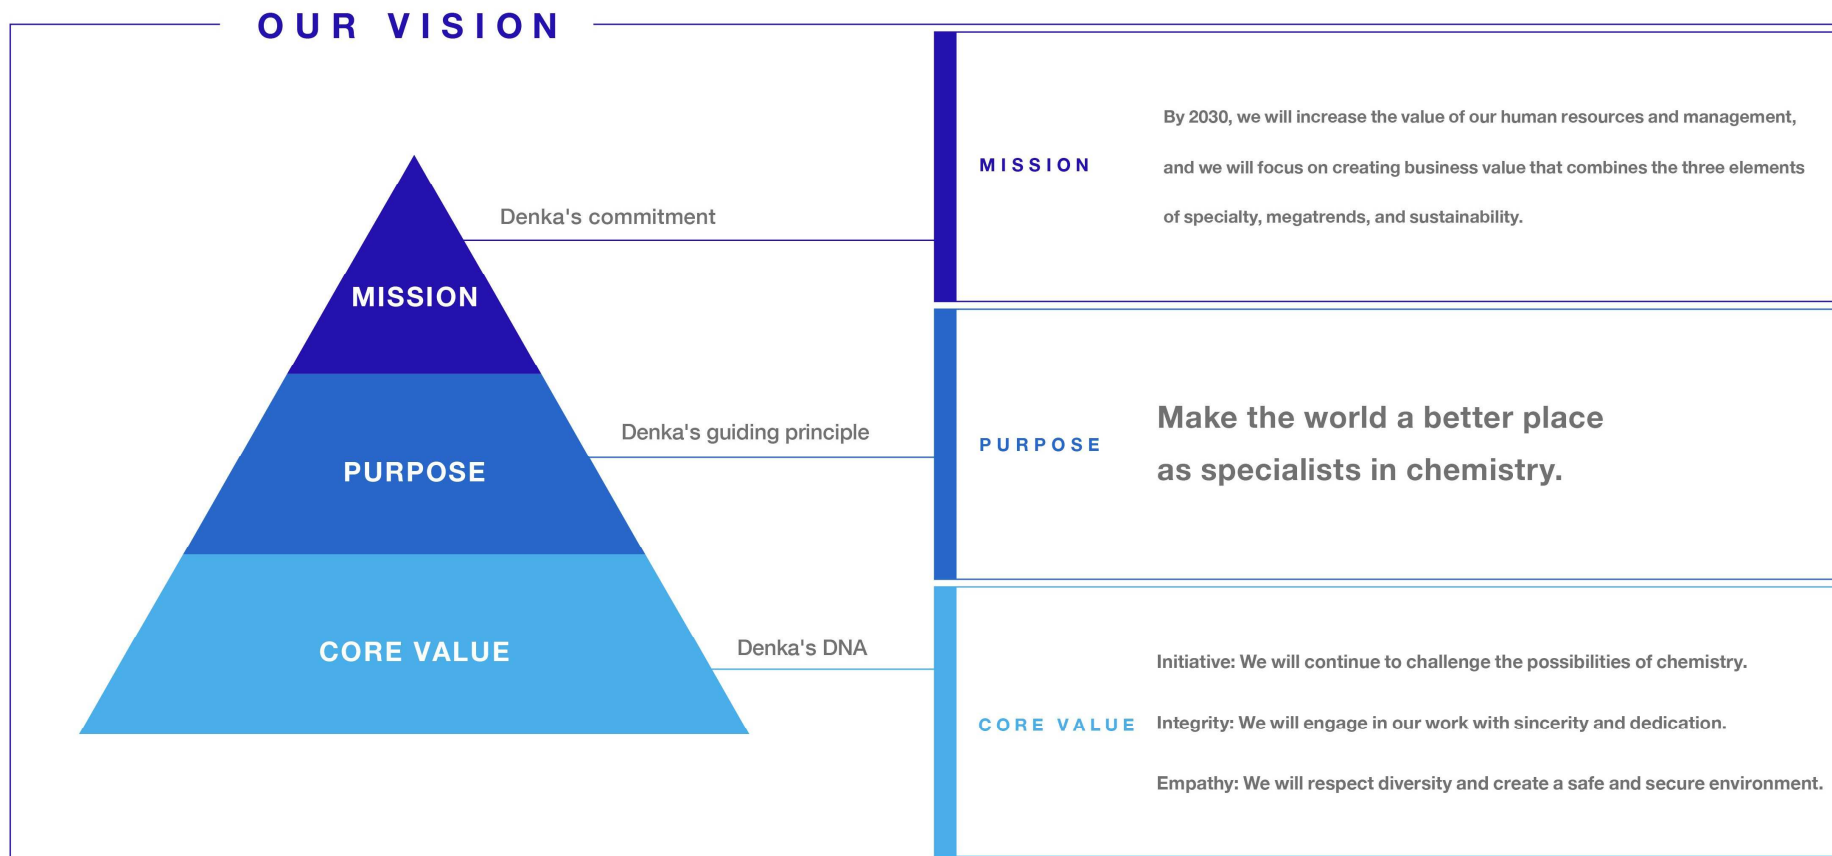 OUR VISION
MISSION
PURPOSE
CORE VALUE
Denka's commitment
Denka's guiding principle
Denka's DNA
MISSION
By 2030, we will increase the value of our human resources and management,
and we will focus on creating business value that combines the three elements
of specialty, megatrends, and sustainability.
PURPOSE
Make the world a better place
as specialists in chemistry.
CORE VALUE
Initiative: We will continue to challenge the possibilities of chemistry.
Integrity: We will engage in our work with sincerity and dedication.
Empathy: We will respect diversity and create a safe and secure environment.